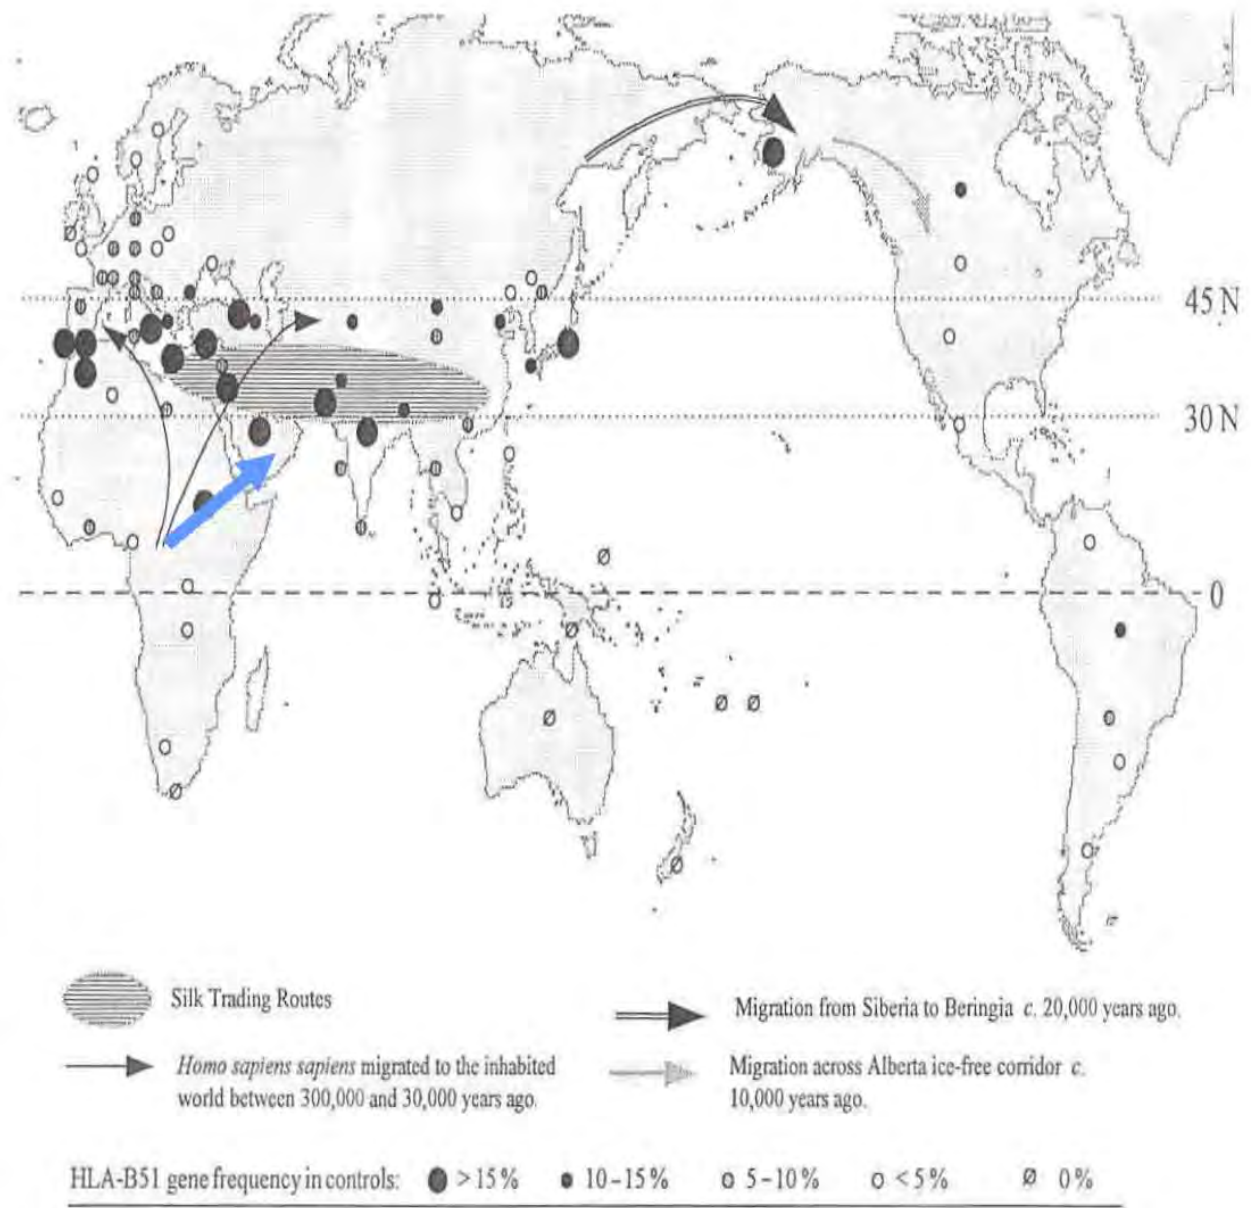 45 N
30 N
0
Silk Trading Routes
Migration from Siberia to Beringia c. 20,000 years ago.
Homo sapiens sapiens migrated to the inhabited
world between 300,000 and 30,000 years ago.
Migration across Alberta ice-free corridor c.
10,000 years ago.
HLA-B51 gene frequency in controls: >15% 10-15% 5-10% <5% 0%